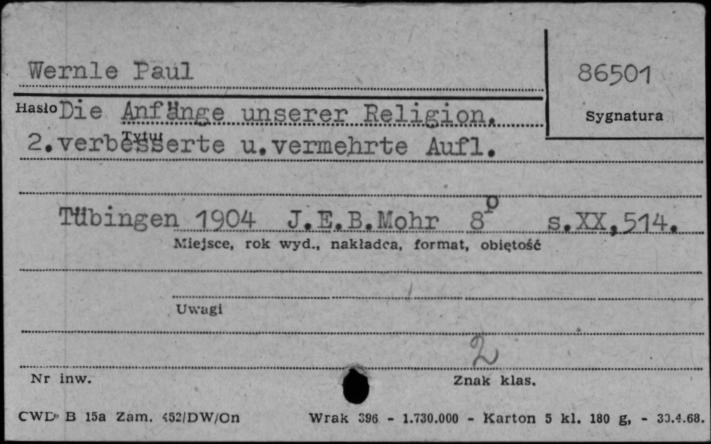 Wernle Paul
86501
Hasło Die Anfänge unserer Religion.
Sygnatura
Tytuł
2.verbesserte u.vermehrte Aufl.
Tübingen 1904 J.E.B.Mohr 8º s.XX,514.
Miejsce, rok wyd., nakładca, format, objętość
Uwagi
2
Nr inw.
Znak klas.
CWD B 15a Zam. 452/DW/On Wrak 396 - 1.730.000 - Karton 5 kl. 180 g, - 30.4.68.